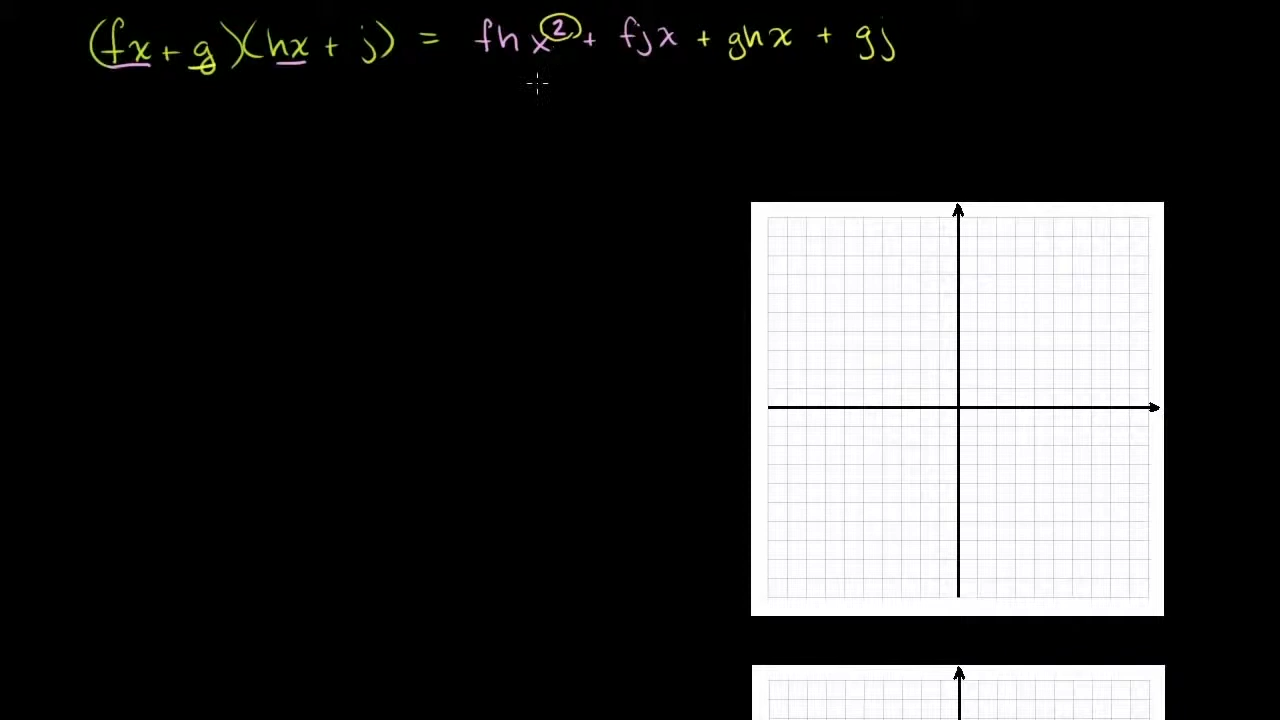 (fx + g)(hx + j) = fhx² + fjx + ghx + gj